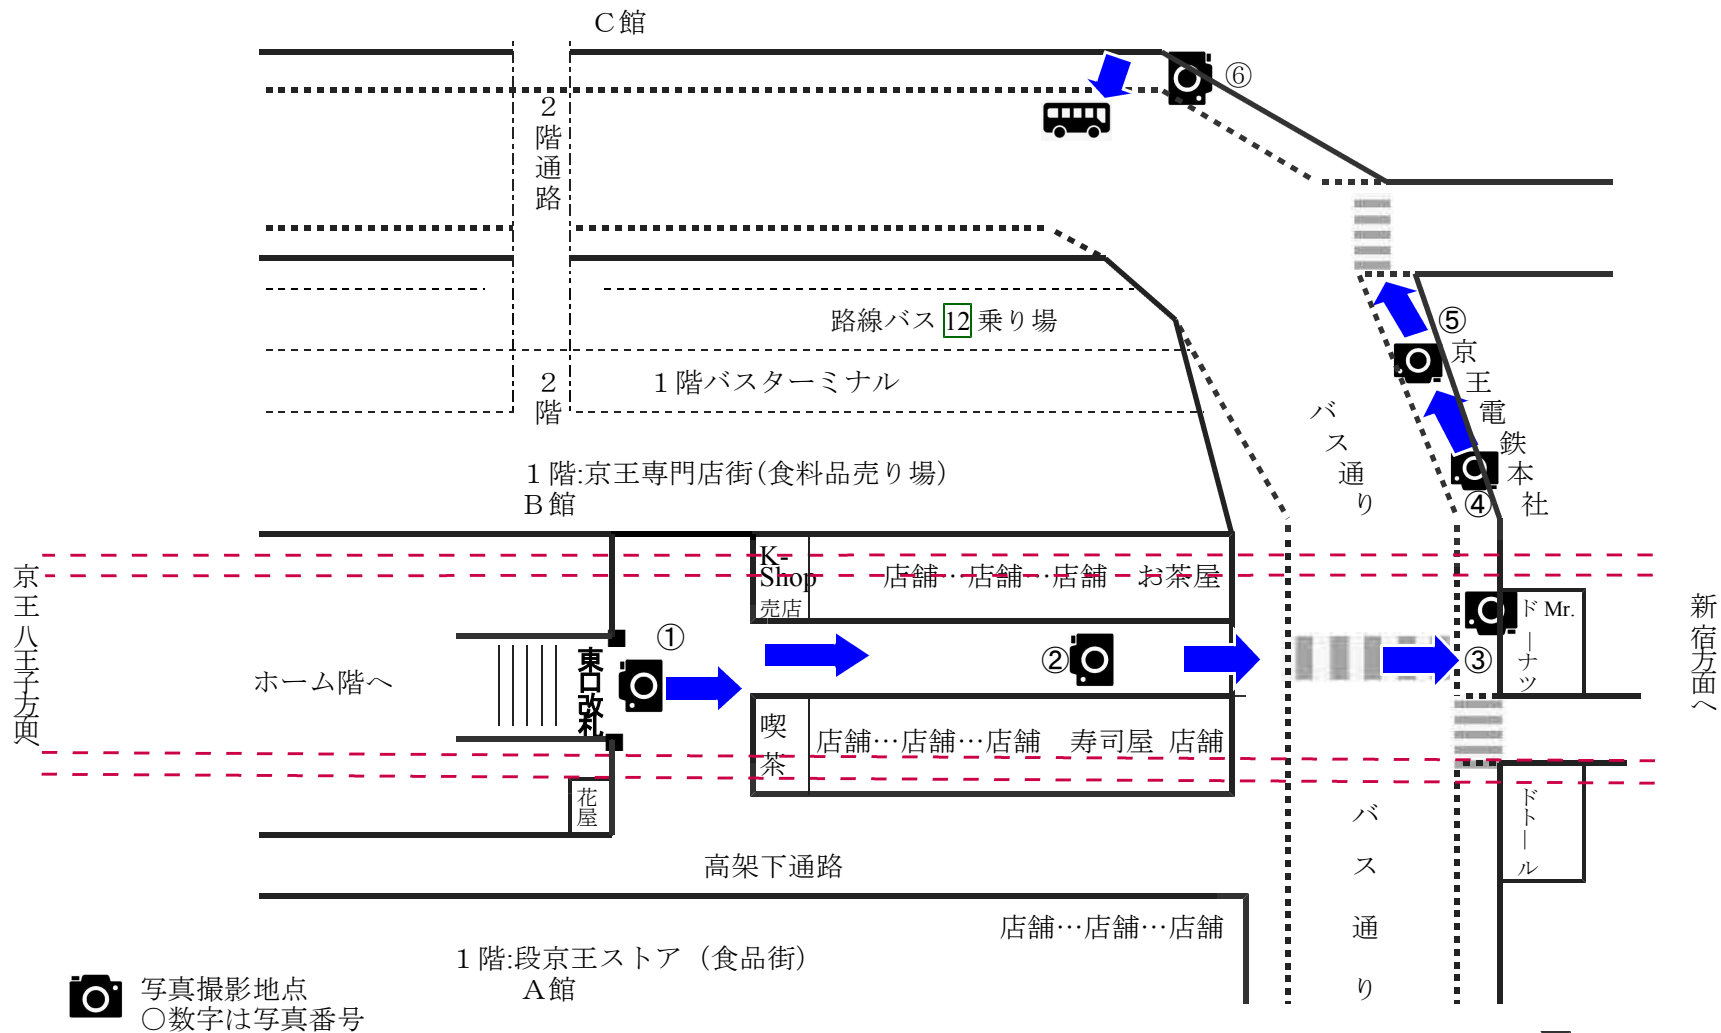 C館
⑥
2階通路
路線バス 12 乗り場
1階バスターミナル
2階
⑤
京王電鉄本社
④
バス通り
1階:京王専門店街(食料品売り場)
B館
京王八王子方面へ
K-
Shop
売店
店舗…店舗…店舗 お茶屋
新宿方面へ
①
東口改札
ホーム階へ
②
③
Mr.
ドーナツ
喫茶
店舗…店舗…店舗 寿司屋 店舗
花屋
バス通り
ドトール
高架下通路
店舗…店舗…店舗
1階:段京王ストア（食品街）
A館
写真撮影地点
○数字は写真番号